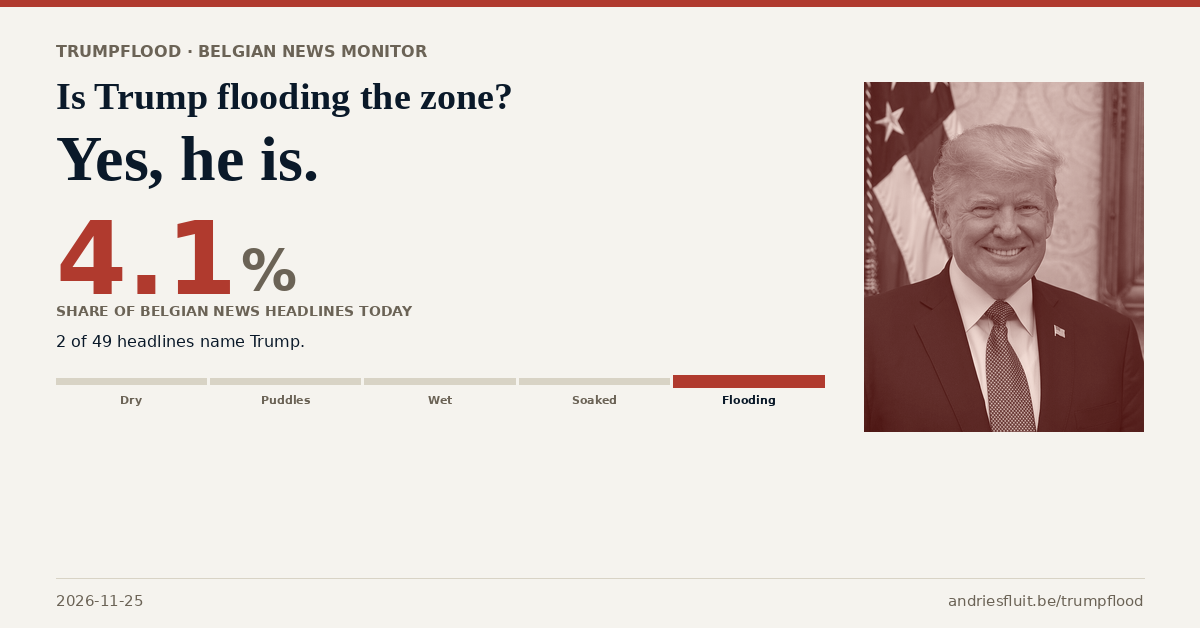 TRUMPFLOOD · BELGIAN NEWS MONITOR
Is Trump flooding the zone?
Yes, he is.
4.1%
SHARE OF BELGIAN NEWS HEADLINES TODAY
2 of 49 headlines name Trump.
Dry Puddles Wet Soaked Flooding
2026-11-25 andriesfluit.be/trumpflood